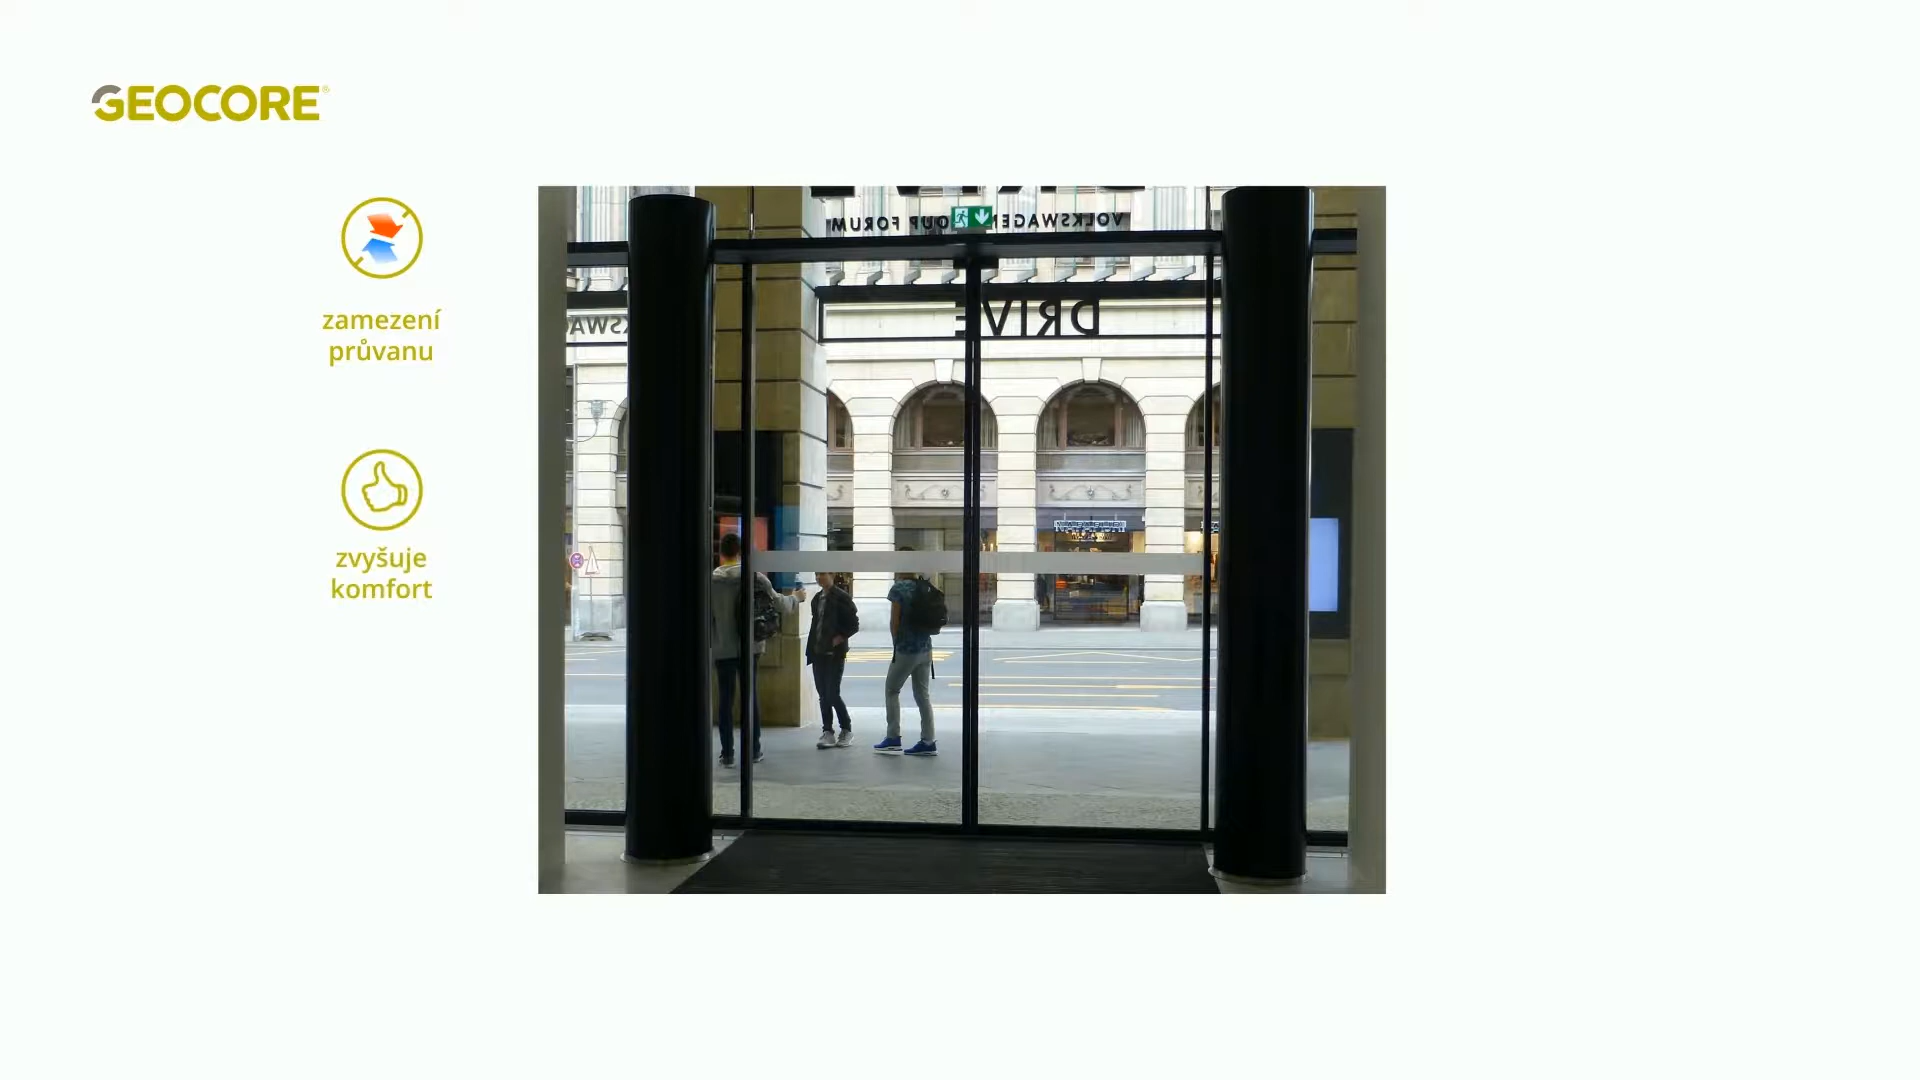 GEOCORE®
zamezení
průvanu
zvyšuje
komfort
VOLKSWAGEN GROUP FORUM
DRIVE